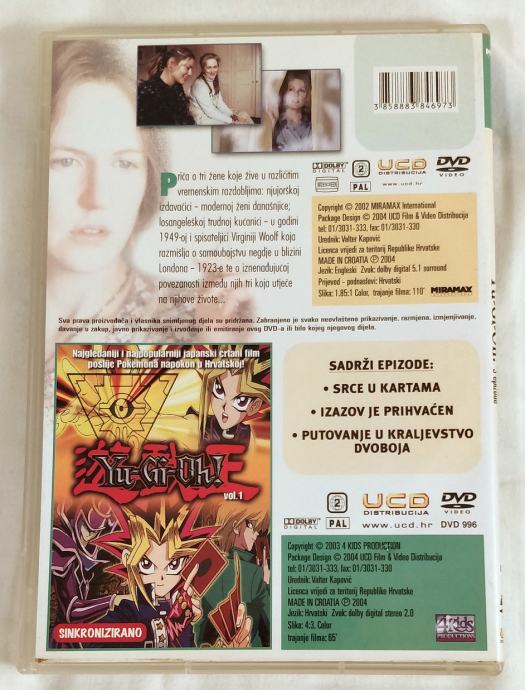 3 858883 846973
Priča o tri žene koje žive u različitim
vremenskim razdobljima: njujorškoj
izdavačici - modernoj ženi današnjice;
losangeleškoj trudnoj kućanici - u godini
1949-oj i spisateljici Virginiji Woolf koja
razmišlja o samoubojstvu negdje u blizini
Londona - 1923-e te o iznenađujućoj
povezanosti između njih tri koja utječe
na njihove živote...
DOLBY
DIGITAL
2
PAL
UCD
DISTRIBUCIJA
DVD
VIDEO
www.ucd.hr
Copyright © 2002 MIRAMAX International
Package Design © 2004 UCD Film & Video Distribucija
tel: 01/3031-333, fax: 01/3031-330
Urednik: Valter Kapović
Licenca vrijedi za teritorij Republike Hrvatske
MADE IN CROATIA Ⓟ 2004
Jezik: Engleski Zvuk: dolby digital 5.1 surround
Prijevod - podnaslovi: Hrvatski
Slika: 1.85:1 Color, trajanje filma: 110'
MIRAMAX
Sva prava proizvođača i vlasnika snimljenog djela su pridržana. Zabranjeno je svako neovlašteno prikazivanje, razmjena, iznmjenjivanje,
davanje u zakup, javno prikazivanje i izvođenje ili emitiranje ovog DVD-a ili bilo kojeg njegovog dijela.
Najgledaniji i najpopularniji japanski crtani film
poslije Pokemona napokon u Hrvatskoj!
遊戯王
Yu-Gi-Oh!
vol.1
SINKRONIZIRANO
SADRŽI EPIZODE:
• SRCE U KARTAMA
• IZAZOV JE PRIHVAĆEN
• PUTOVANJE U KRALJEVSTVO
DVOBOJA
DOLBY
DIGITAL
2
PAL
UCD
DISTRIBUCIJA
DVD
VIDEO
www.ucd.hr
DVD 996
Copyright © 2003 4 KIDS PRODUCTION
Package Design © 2004 UCD Film & Video Distribucija
tel: 01/3031-333, fax: 01/3031-330
Urednik: Valter Kapović
Licenca vrijedi za teritorij Republike Hrvatske
MADE IN CROATIA Ⓟ 2004
Jezik: Hrvatski Zvuk: dolby digital stereo 2.0
Slika: 4:3, Color
trajanje filma: 65'
4Kids
PRODUCTIONS